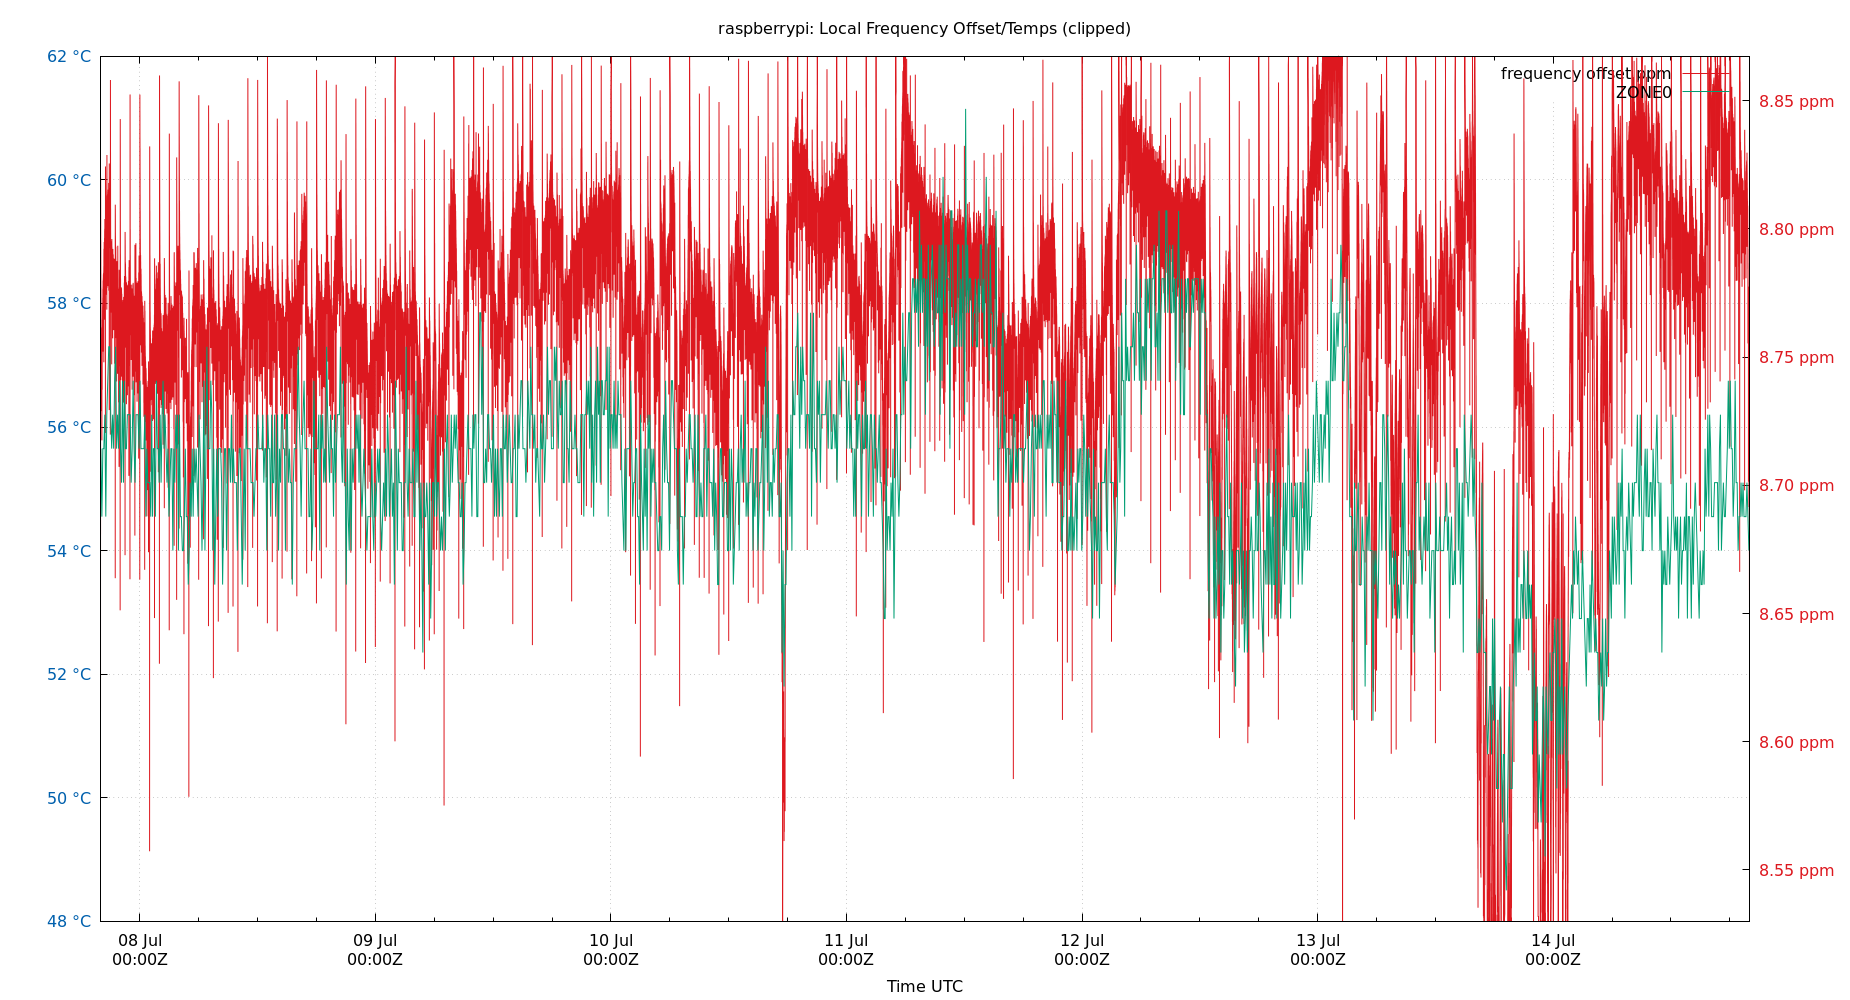 raspberrypi: Local Frequency Offset/Temps (clipped)
62 °C
60 °C
58 °C
56 °C
54 °C
52 °C
50 °C
48 °C
frequency offset ppm
ZONE0
8.85 ppm
8.80 ppm
8.75 ppm
8.70 ppm
8.65 ppm
8.60 ppm
8.55 ppm
08 Jul
00:00Z
09 Jul
00:00Z
10 Jul
00:00Z
11 Jul
00:00Z
12 Jul
00:00Z
13 Jul
00:00Z
14 Jul
00:00Z
Time UTC